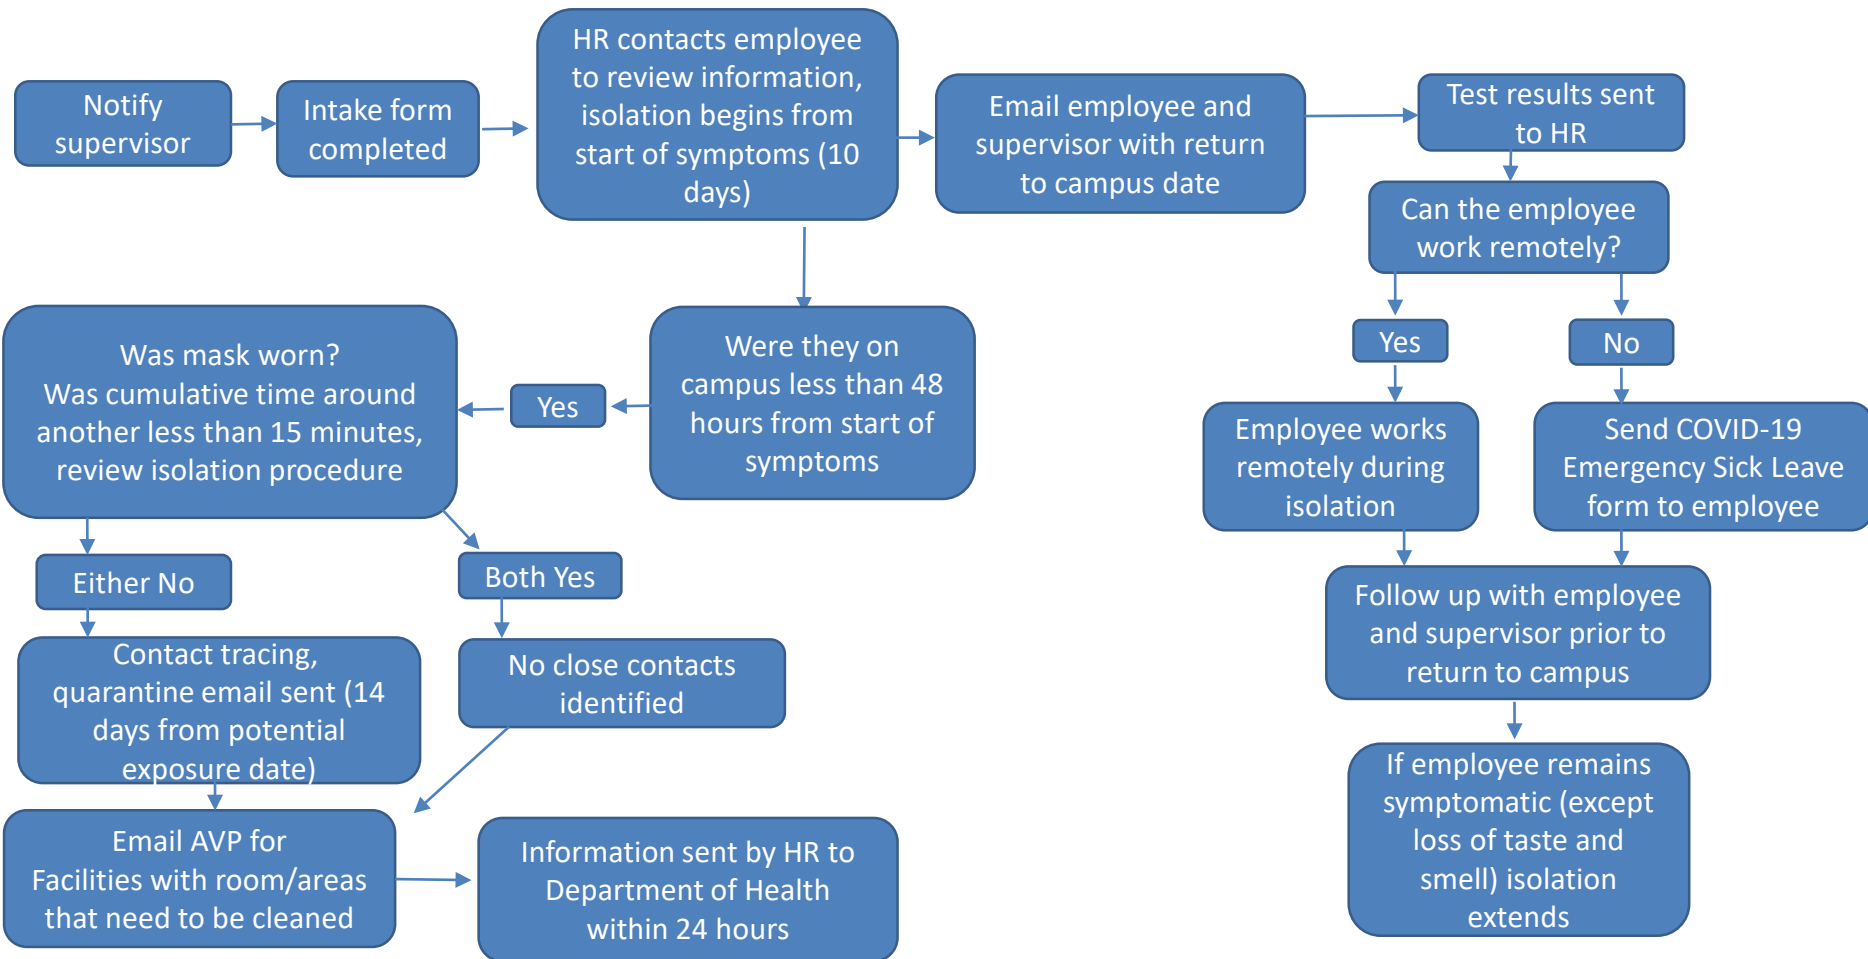 Notify
supervisor
Intake form
completed
HR contacts employee
to review information,
isolation begins from
start of symptoms (10
days)
Email employee and
supervisor with return
to campus date
Test results sent
to HR
Can the employee
work remotely?
Yes
No
Employee works
remotely during
isolation
Send COVID-19
Emergency Sick Leave
form to employee
Follow up with employee
and supervisor prior to
return to campus
If employee remains
symptomatic (except
loss of taste and
smell) isolation
extends
Were they on
campus less than 48
hours from start of
symptoms
Yes
Was mask worn?
Was cumulative time around
another less than 15 minutes,
review isolation procedure
Either No
Both Yes
Contact tracing,
quarantine email sent (14
days from potential
exposure date)
No close contacts
identified
Email AVP for
Facilities with room/areas
that need to be cleaned
Information sent by HR to
Department of Health
within 24 hours